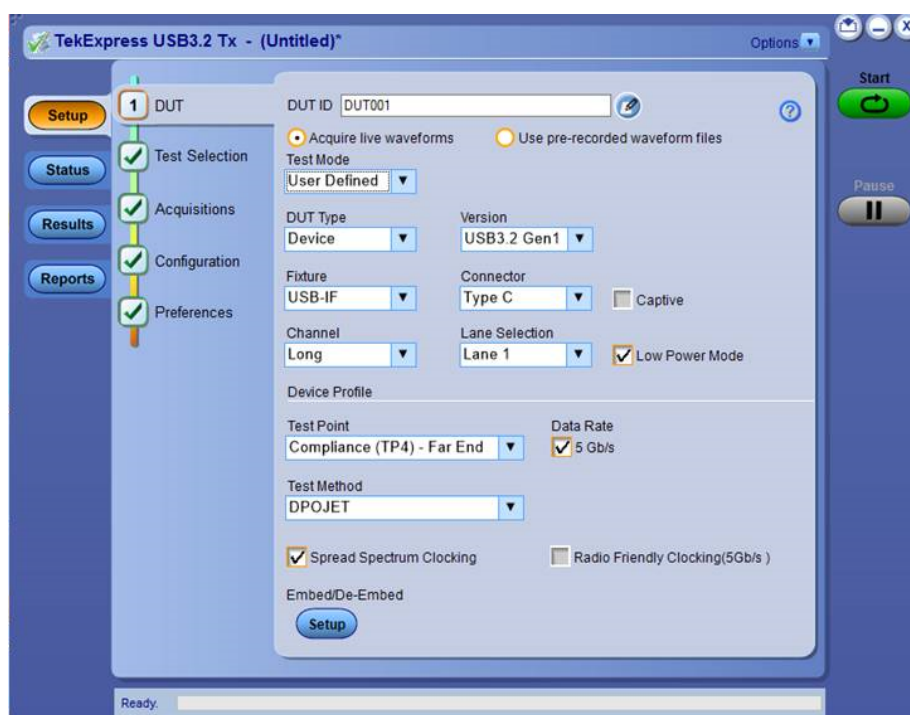 TekExpress USB3.2 Tx - (Untitled)*
Options
Start
Setup
1 DUT
DUT ID DUT001
Acquire live waveforms
Use pre-recorded waveform files
Test Selection
Test Mode
Status
User Defined
Pause
Acquisitions
DUT Type
Version
Results
Device
USB3.2 Gen1
Configuration
Fixture
Connector
Reports
USB-IF
Type C
Captive
Preferences
Channel
Lane Selection
Long
Lane 1
Low Power Mode
Device Profile
Test Point
Data Rate
Compliance (TP4) - Far End
5 Gb/s
Test Method
DPOJET
Spread Spectrum Clocking
Radio Friendly Clocking(5Gb/s )
Embed/De-Embed
Setup
Ready.